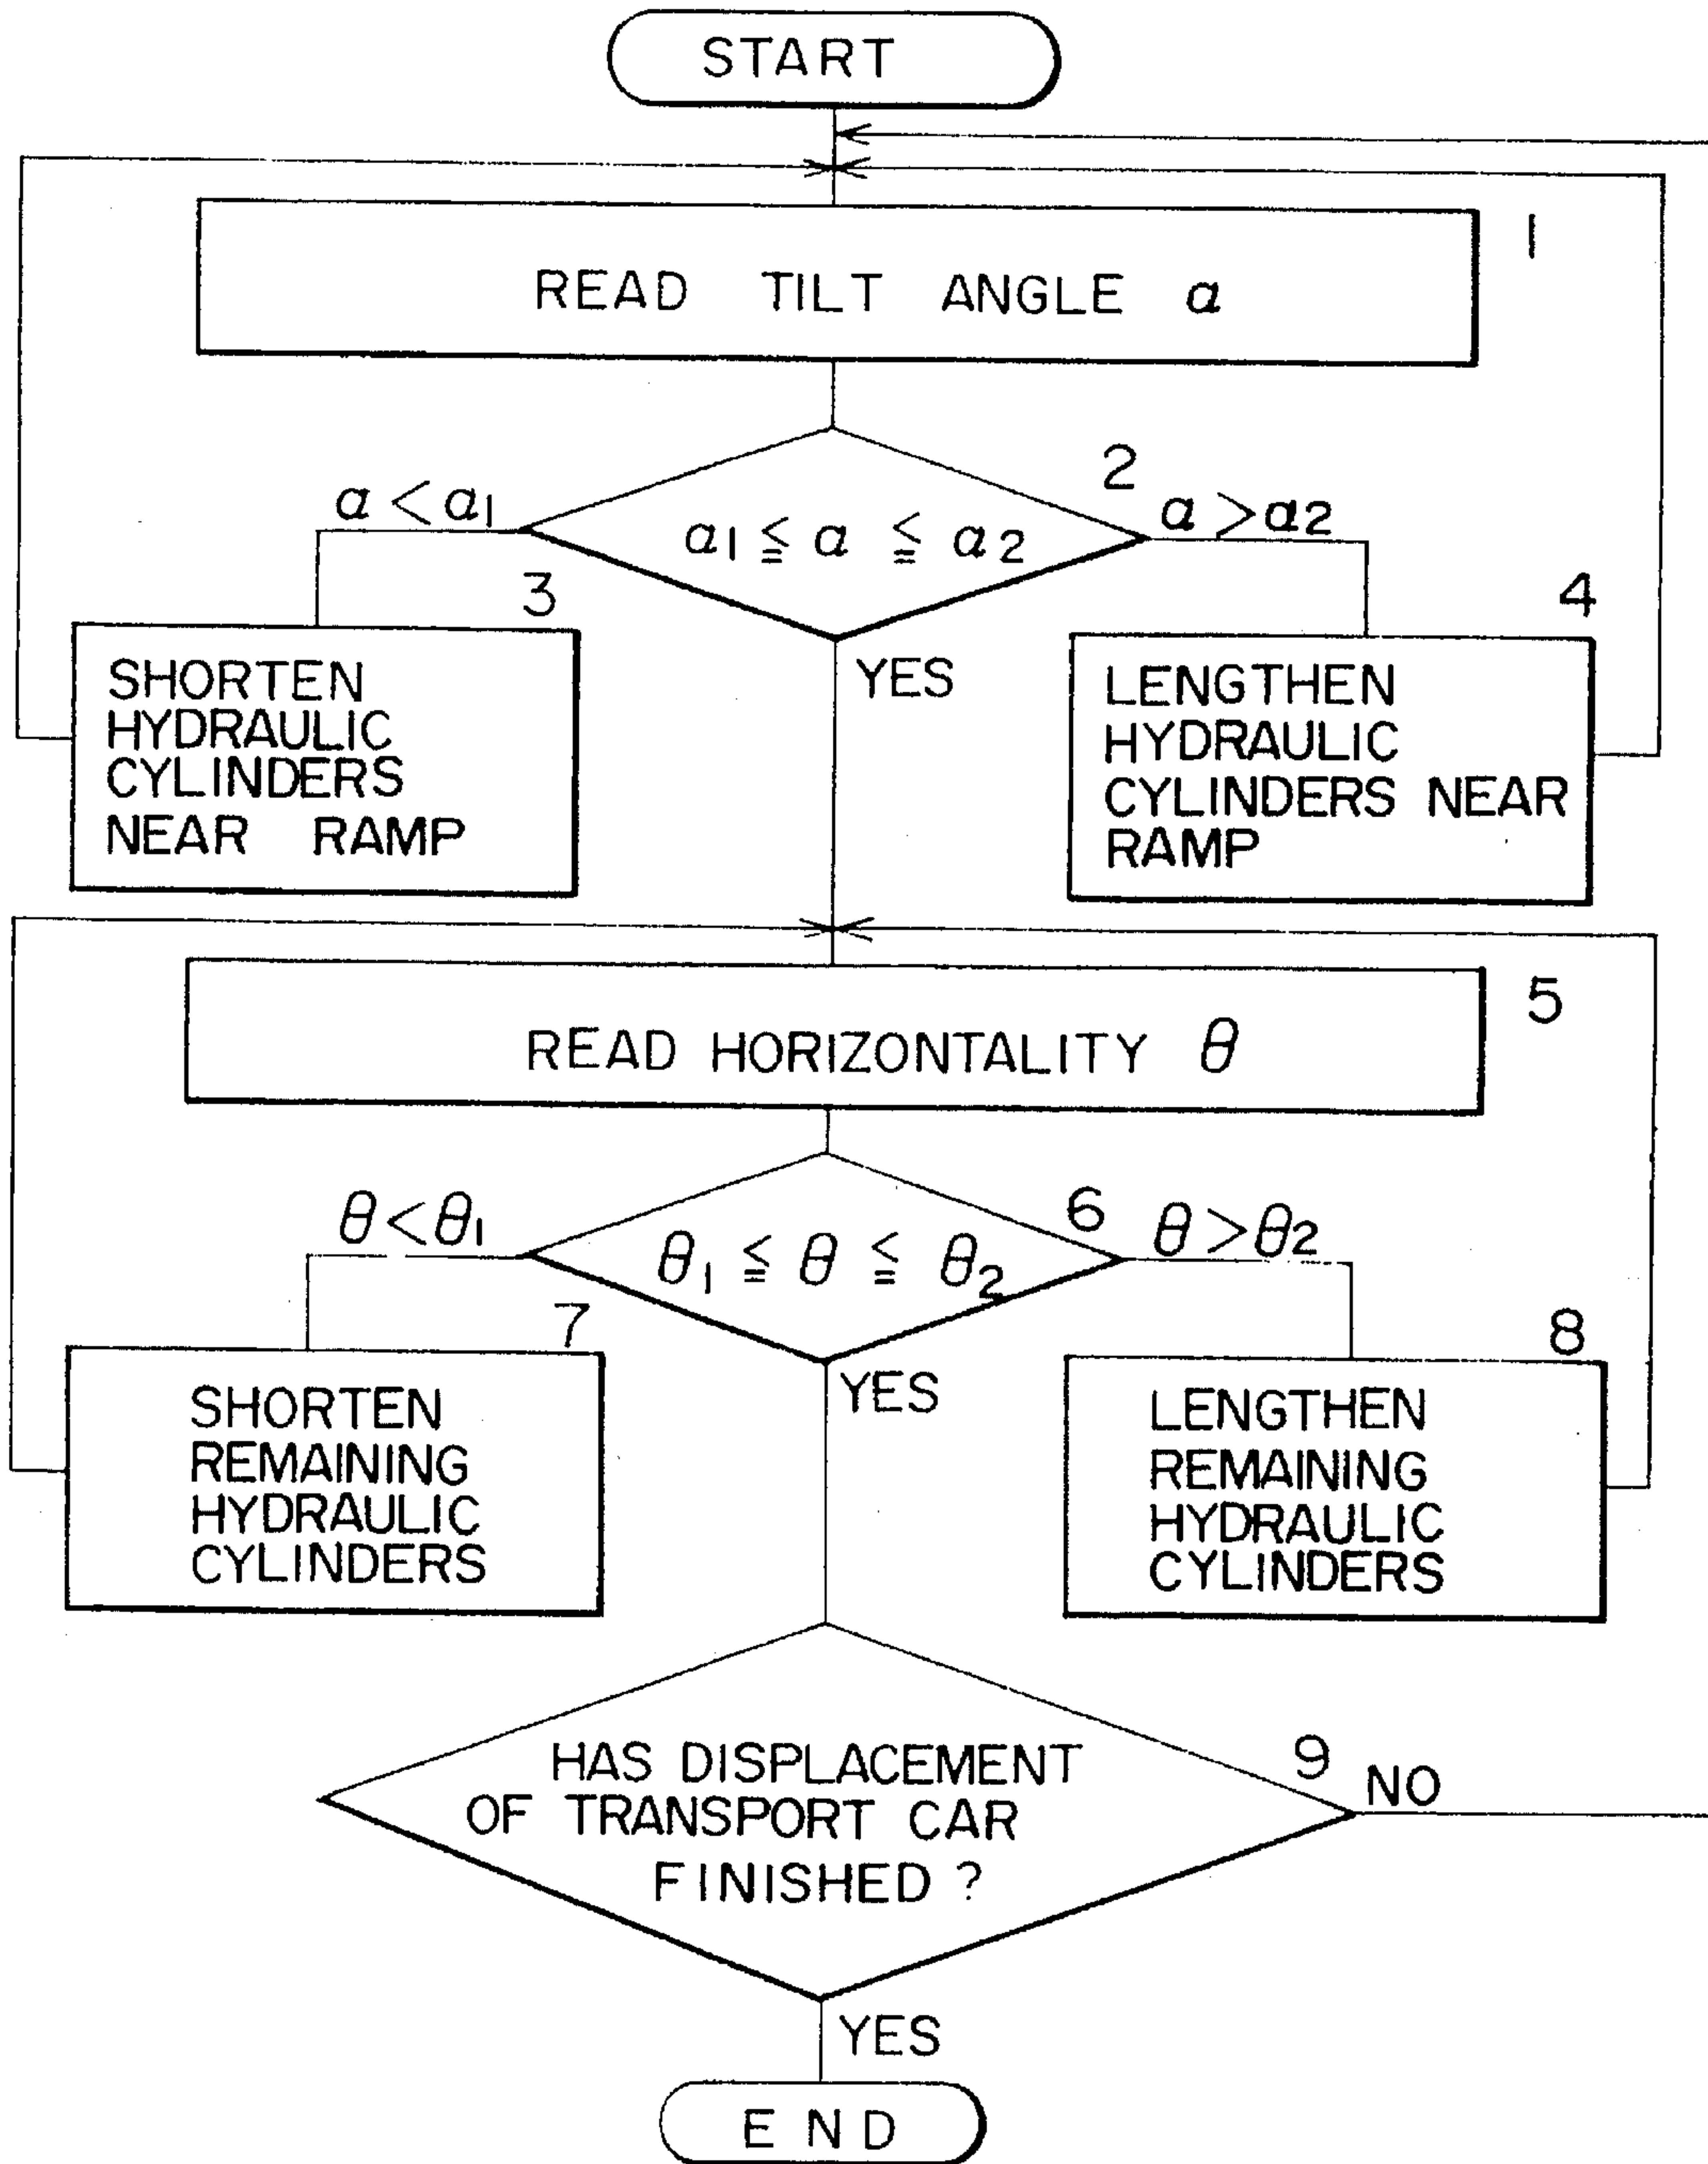 START
1
READ TILT ANGLE α
2
α < α1
α1 ≦ α ≦ α2
α > α2
3
4
YES
SHORTEN
HYDRAULIC
CYLINDERS
NEAR RAMP
LENGTHEN
HYDRAULIC
CYLINDERS NEAR
RAMP
5
READ HORIZONTALITY θ
6
θ < θ1
θ1 ≦ θ ≦ θ2
θ > θ2
7
8
YES
SHORTEN
REMAINING
HYDRAULIC
CYLINDERS
LENGTHEN
REMAINING
HYDRAULIC
CYLINDERS
9
HAS DISPLACEMENT
OF TRANSPORT CAR
FINISHED ?
NO
YES
END